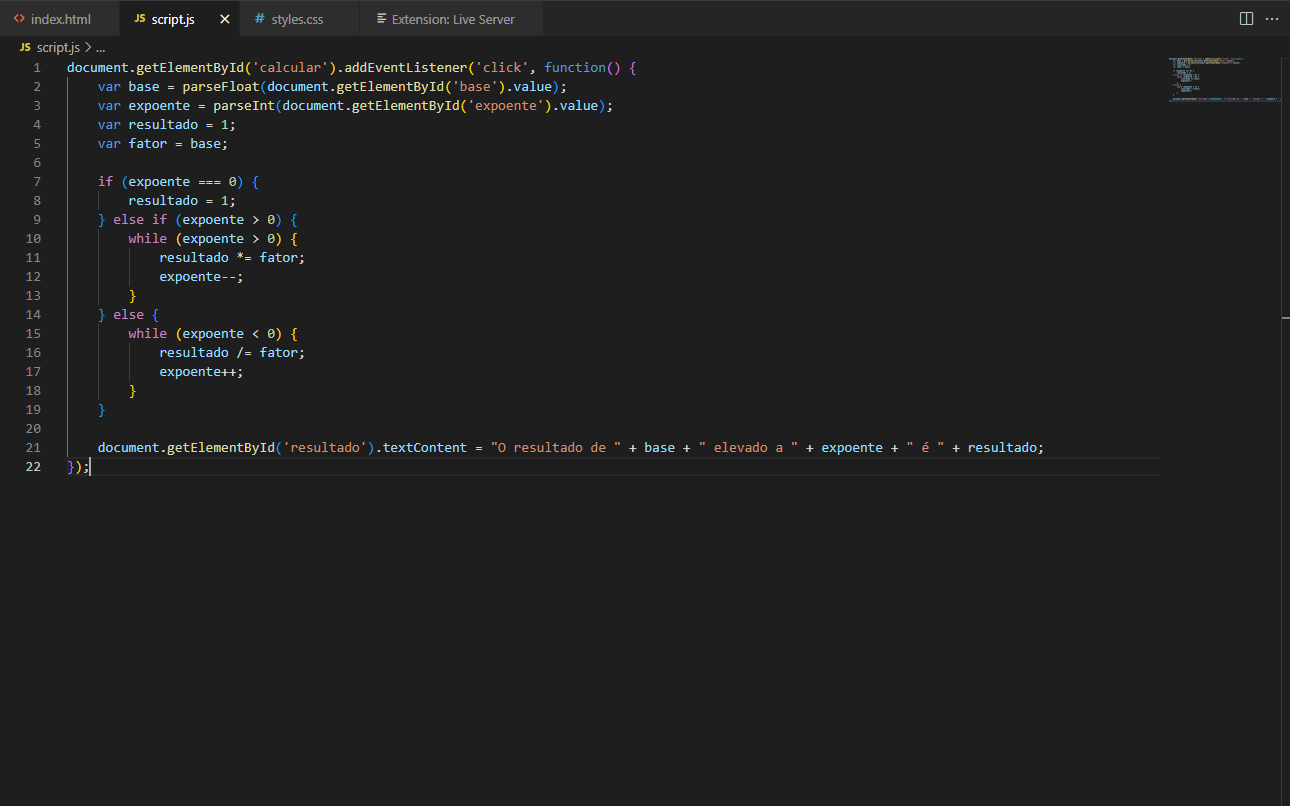 index.html JS script.js # styles.css Extension: Live Server
JS script.js > ...
1 document.getElementById('calcular').addEventListener('click', function() {
2     var base = parseFloat(document.getElementById('base').value);
3     var expoente = parseInt(document.getElementById('expoente').value);
4     var resultado = 1;
5     var fator = base;
6
7     if (expoente === 0) {
8         resultado = 1;
9     } else if (expoente > 0) {
10         while (expoente > 0) {
11             resultado *= fator;
12             expoente--;
13         }
14     } else {
15         while (expoente < 0) {
16             resultado /= fator;
17             expoente++;
18         }
19     }
20
21     document.getElementById('resultado').textContent = "O resultado de " + base + " elevado a " + expoente + " é " + resultado;
22 });